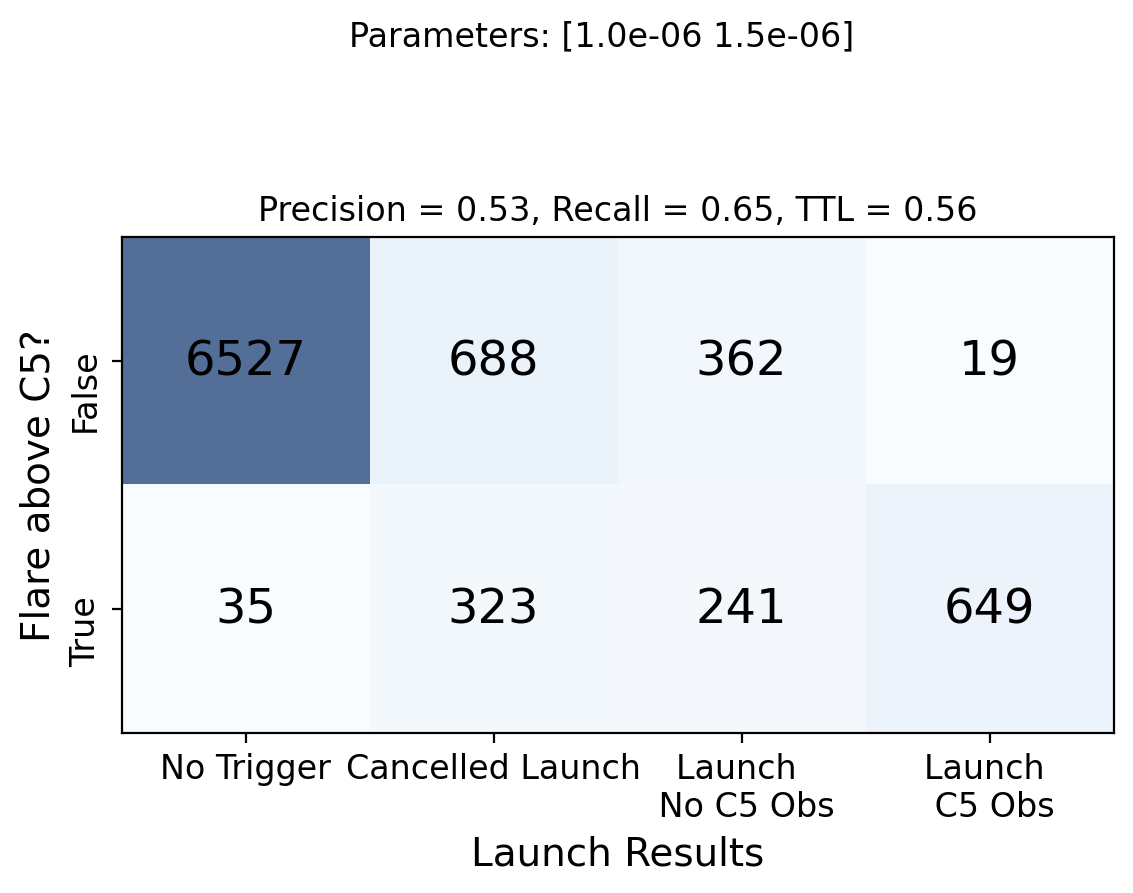 Parameters: [1.0e-06 1.5e-06]
Precision = 0.53, Recall = 0.65, TTL = 0.56
Flare above C5?
False
6527 688 362 19
True
35 323 241 649
No Trigger Cancelled Launch Launch Launch
No C5 Obs C5 Obs
Launch Results